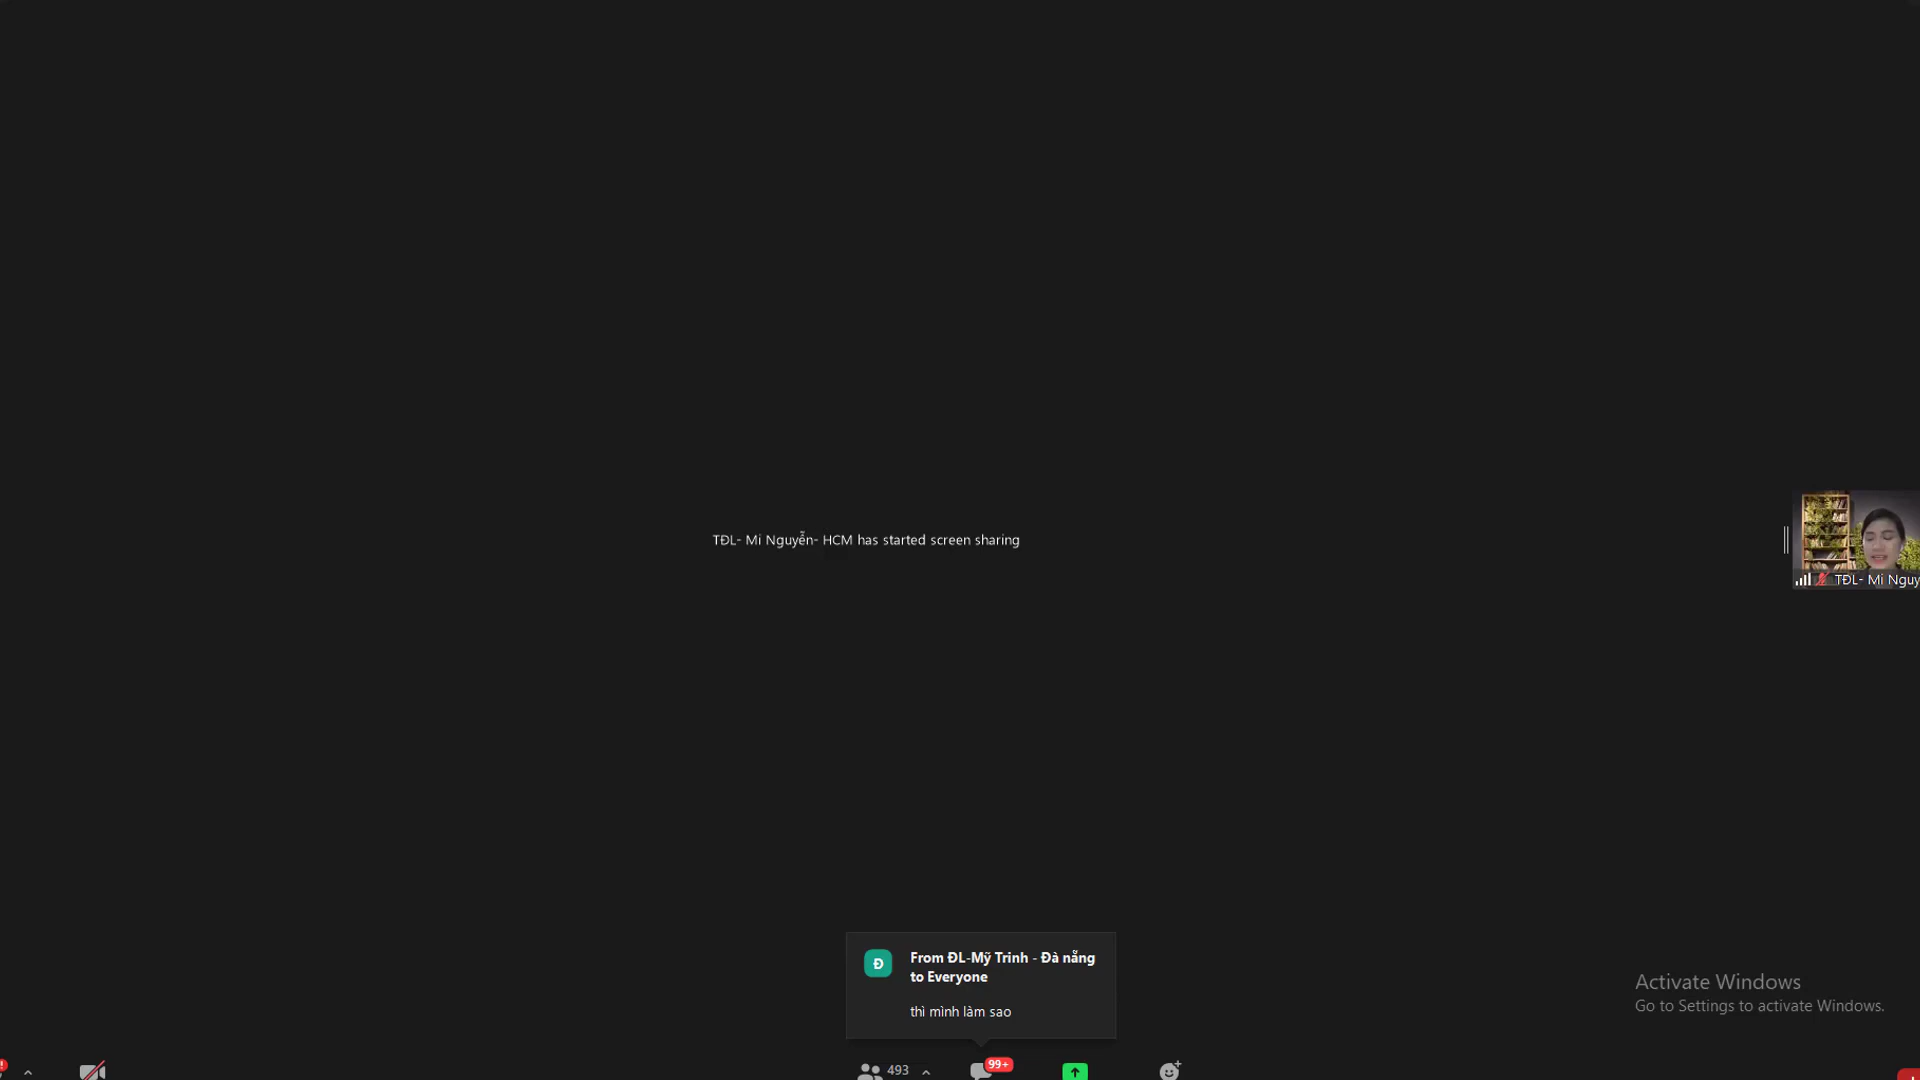 TĐL- Mi Nguyễn- HCM has started screen sharing
TĐL- Mi Nguy
From ĐL-Mỹ Trinh - Đà nẵng
to Everyone
Đ
thì mình làm sao
Activate Windows
Go to Settings to activate Windows.
493
99+